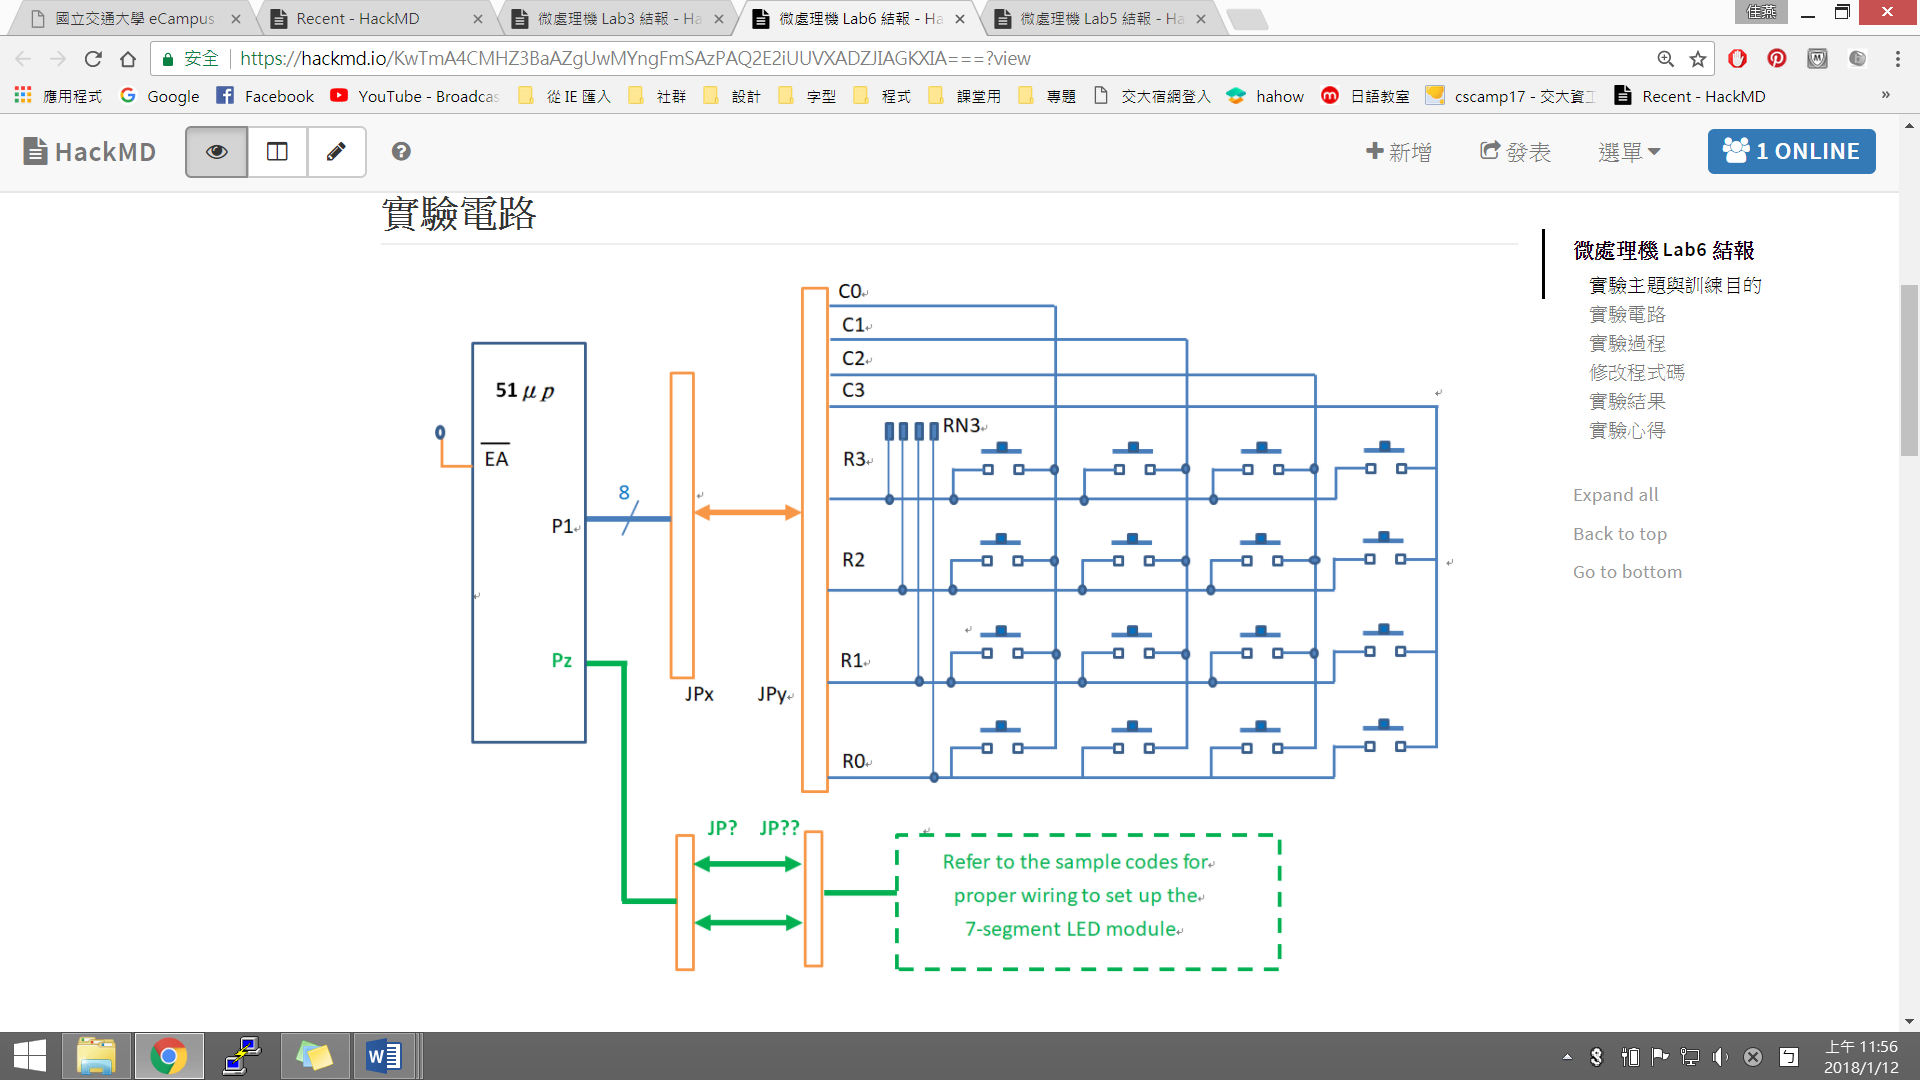 國立交通大學 eCampus
Recent - HackMD
微處理機 Lab3 結報 - Ha
微處理機 Lab6 結報 - Ha
微處理機 Lab5 結報 - Ha
佳燕
安全
https://hackmd.io/KwTmA4CMHZ3BaAZgUwMYngFmSAzPAQ2E2iUUVXADZJIAGKXIA===?view
應用程式
Google
Facebook
YouTube - Broadcas
從 IE 匯入
社群
設計
字型
程式
課堂用
專題
交大宿網登入
hahow
日語教室
cscamp17 - 交大資工
Recent - HackMD
»
HackMD
新增
發表
選單
1 ONLINE
實驗電路
微處理機 Lab6 結報
實驗主題與訓練目的
實驗電路
實驗過程
修改程式碼
實驗結果
實驗心得
Expand all
Back to top
Go to bottom
C0
C1
C2
C3
51 μ p
RN3
EA
R3
8
P1
R2
Pz
R1
JPx
JPy
R0
JP?
JP??
Refer to the sample codes for
proper wiring to set up the
7-segment LED module
上午 11:56
2018/1/12